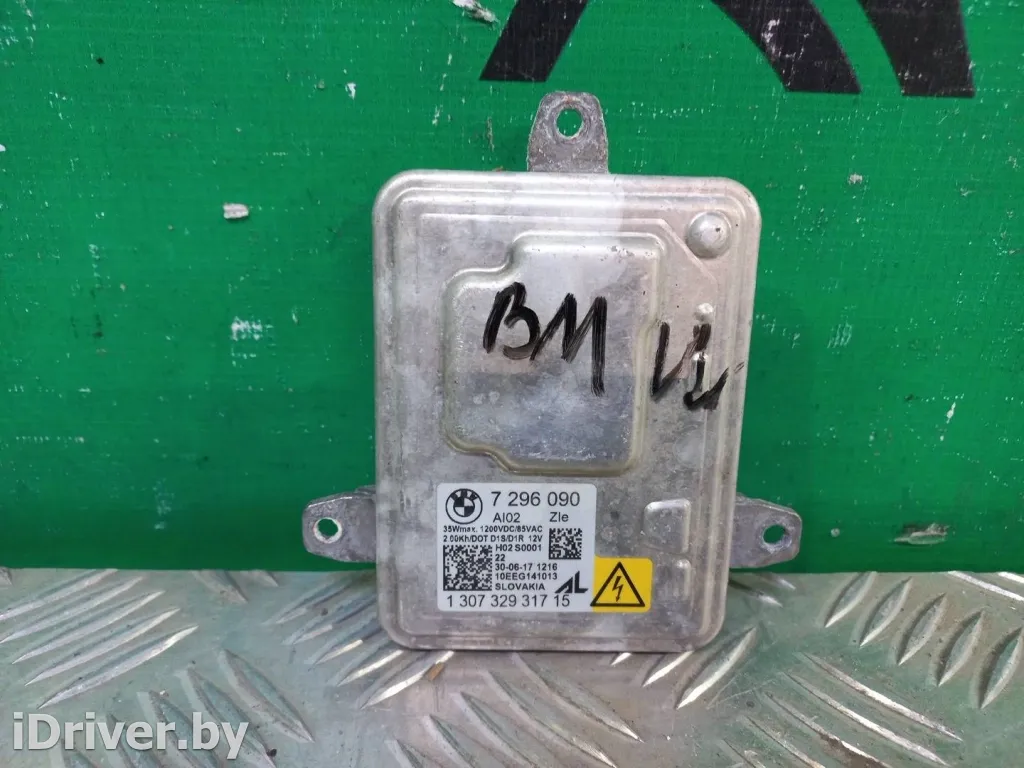 BM
7 296 090
AI02 Zle
35Wmax. 1200VDC/85VAC
2.00Kh/DOT D1S/D1R 12V
H02 S0001
22
30-06-17 1216
10EEG141013
SLOVAKIA AL
1 307 329 317 15
iDriver.by